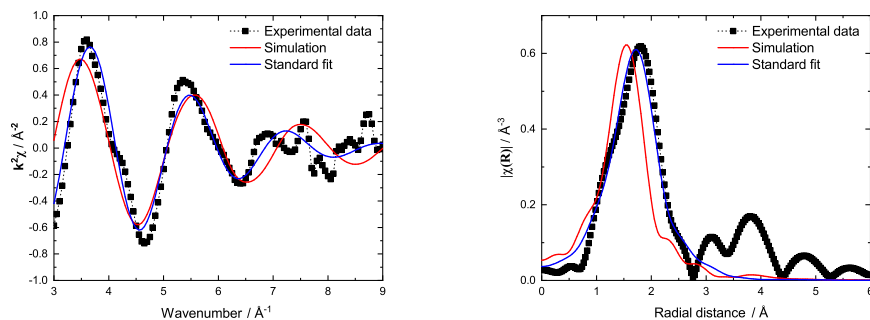 1.0
0.8
0.6
0.4
0.2
0.0
-0.2
-0.4
-0.6
-0.8
-1.0
k²χ / Å⁻²
3 4 5 6 7 8 9
Wavenumber / Å⁻¹
Experimental data
Simulation
Standard fit
0.6
0.4
0.2
0.0
|χ(R)| / Å⁻³
0 1 2 3 4 5 6
Radial distance / Å
Experimental data
Simulation
Standard fit